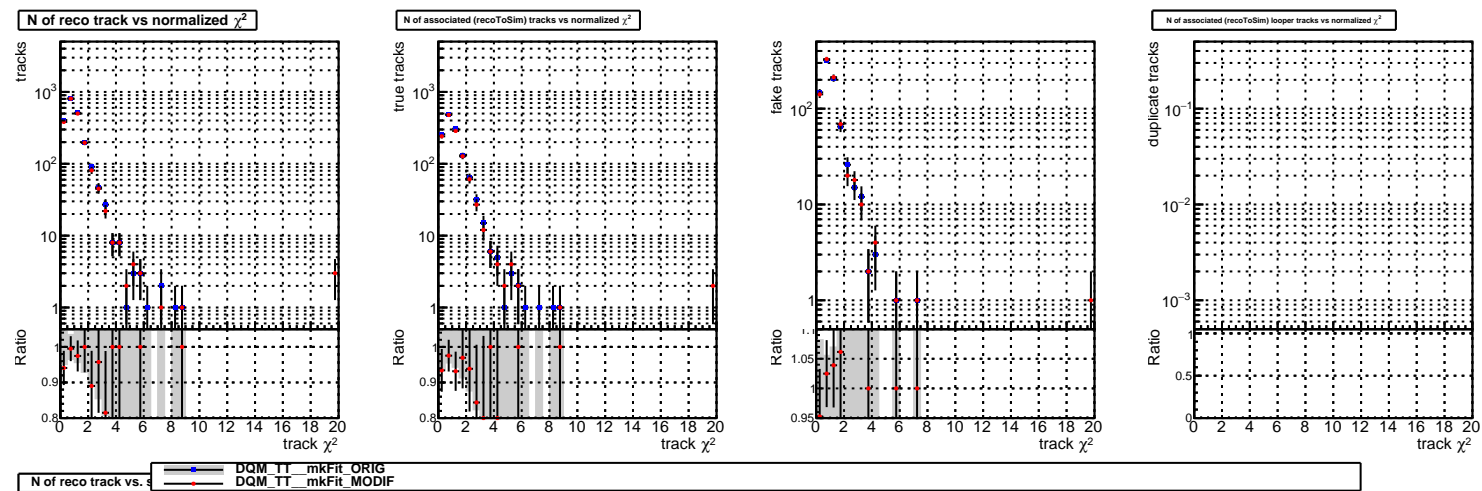 N of reco track vs normalized χ²
tracks
10³
10²
10
1
Ratio
1
0.9
0.8
0 2 4 6 8 10 12 14 16 18 20
track χ²
N of associated (recoToSim) tracks vs normalized χ²
true tracks
10³
10²
10
1
Ratio
1
0.9
0.8
0 2 4 6 8 10 12 14 16 18 20
track χ²
fake tracks
10²
10
1
Ratio
1.05
1
0.95
0 2 4 6 8 10 12 14 16 18 20
track χ²
N of associated (recoToSim) looper tracks vs normalized χ²
duplicate tracks
10⁻¹
10⁻²
10⁻³
Ratio
1
0.5
0
0 2 4 6 8 10 12 14 16 18 20
track χ²
N of reco track vs.
DQM_TT__mkFit_ORIG
DQM_TT__mkFit_MODIF